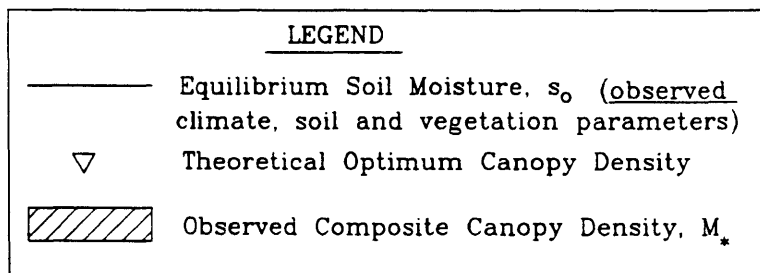 LEGEND
Equilibrium Soil Moisture, s₀ (observed
climate, soil and vegetation parameters)
Theoretical Optimum Canopy Density
Observed Composite Canopy Density, M*